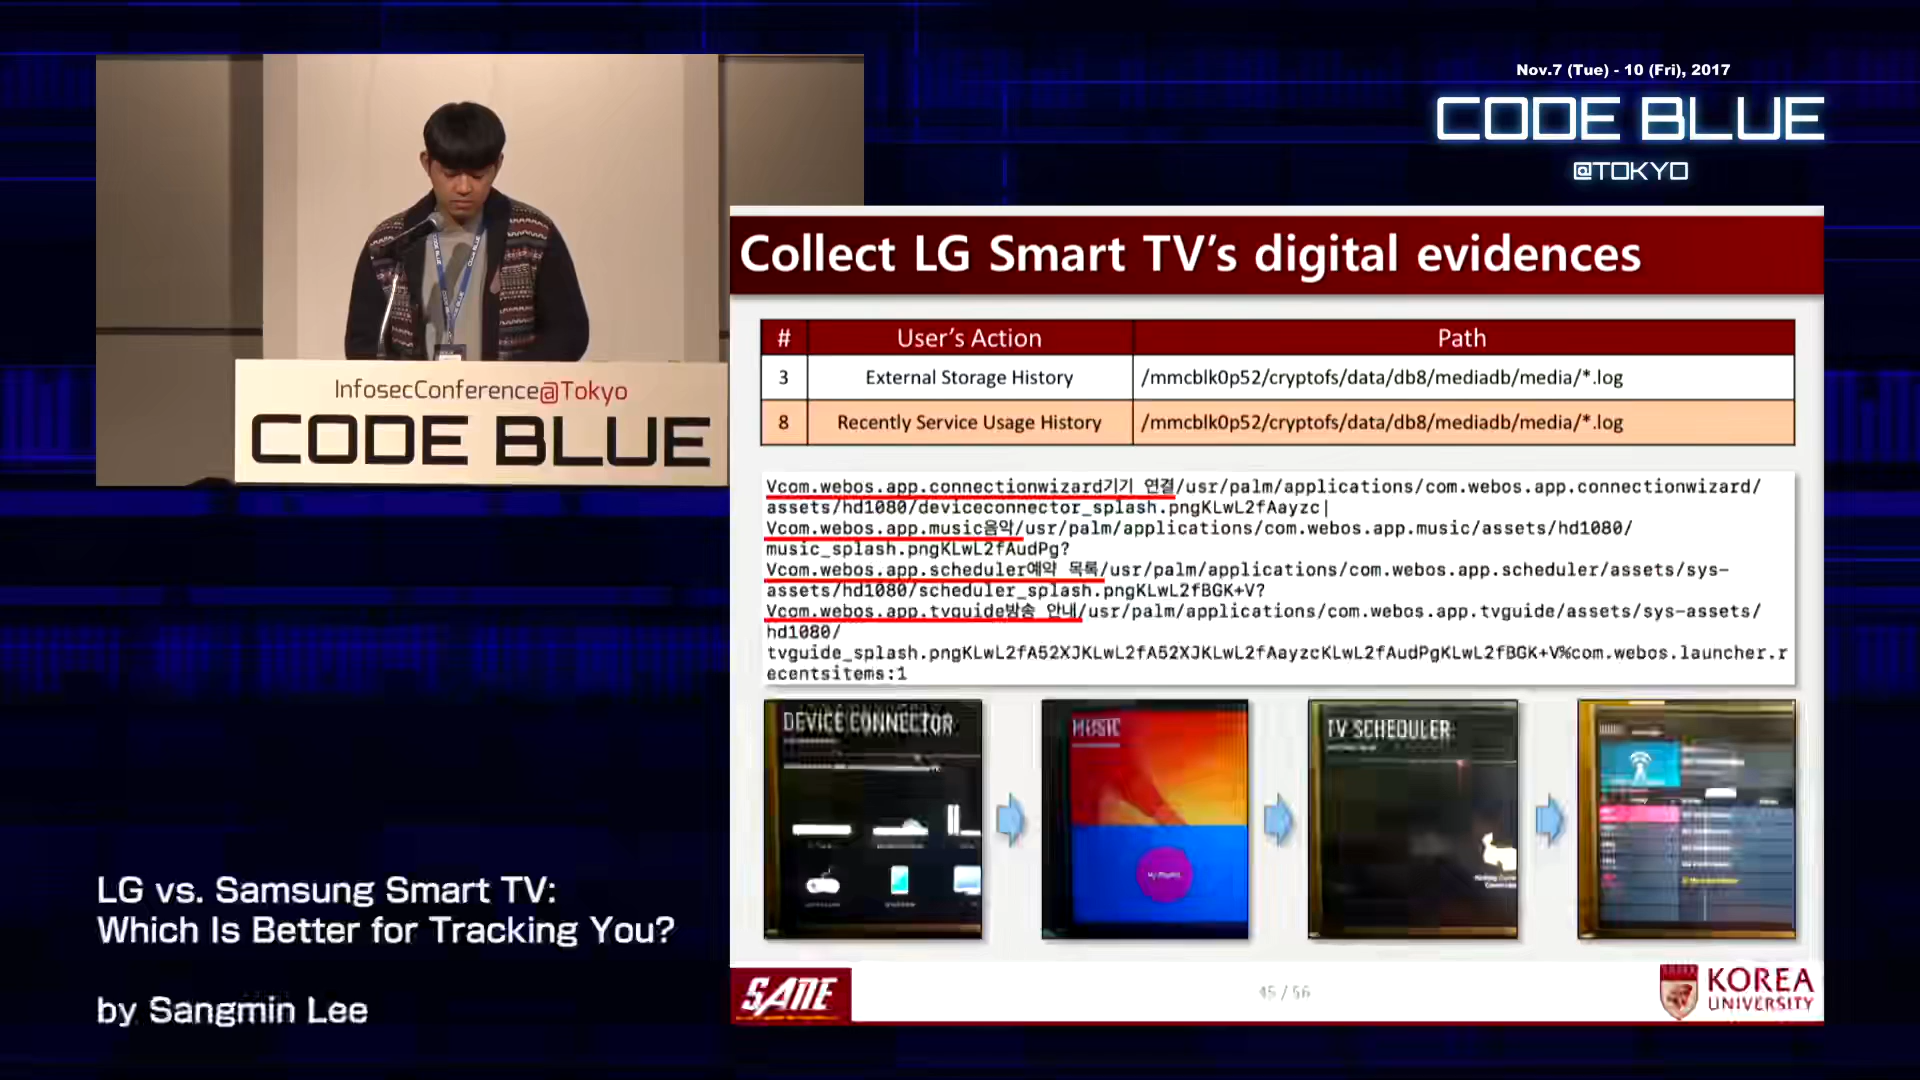 Nov.7 (Tue) - 10 (Fri), 2017
CODE BLUE
@TOKYO
InfosecConference@Tokyo
CODE BLUE
Collect LG Smart TV’s digital evidences
# User’s Action Path
3 External Storage History /mmcblk0p52/cryptofs/data/db8/mediadb/media/*.log
8 Recently Service Usage History /mmcblk0p52/cryptofs/data/db8/mediadb/media/*.log
Vcom.webos.app.connectionwizard기기 연결/usr/palm/applications/com.webos.app.connectionwizard/
assets/hd1080/deviceconnector_splash.pngKLwL2fAayzc|
Vcom.webos.app.music음악/usr/palm/applications/com.webos.app.music/assets/hd1080/
music_splash.pngKLwL2fAudPg?
Vcom.webos.app.scheduler예약 목록/usr/palm/applications/com.webos.app.scheduler/assets/sys-
assets/hd1080/scheduler_splash.pngKLwL2fBGK+V?
Vcom.webos.app.tvguide방송 안내/usr/palm/applications/com.webos.app.tvguide/assets/sys-assets/
hd1080/
tvguide_splash.pngKLwL2fA52XJKLwL2fA52XJKLwL2fAayzcKLwL2fAudPgKLwL2fBGK+V%com.webos.launcher.r
ecentsitems:1
DEVICE CONNECTOR
MUSIC
TV SCHEDULER
LG vs. Samsung Smart TV:
Which Is Better for Tracking You?
by Sangmin Lee
SANE
45 / 56
KOREA
UNIVERSITY